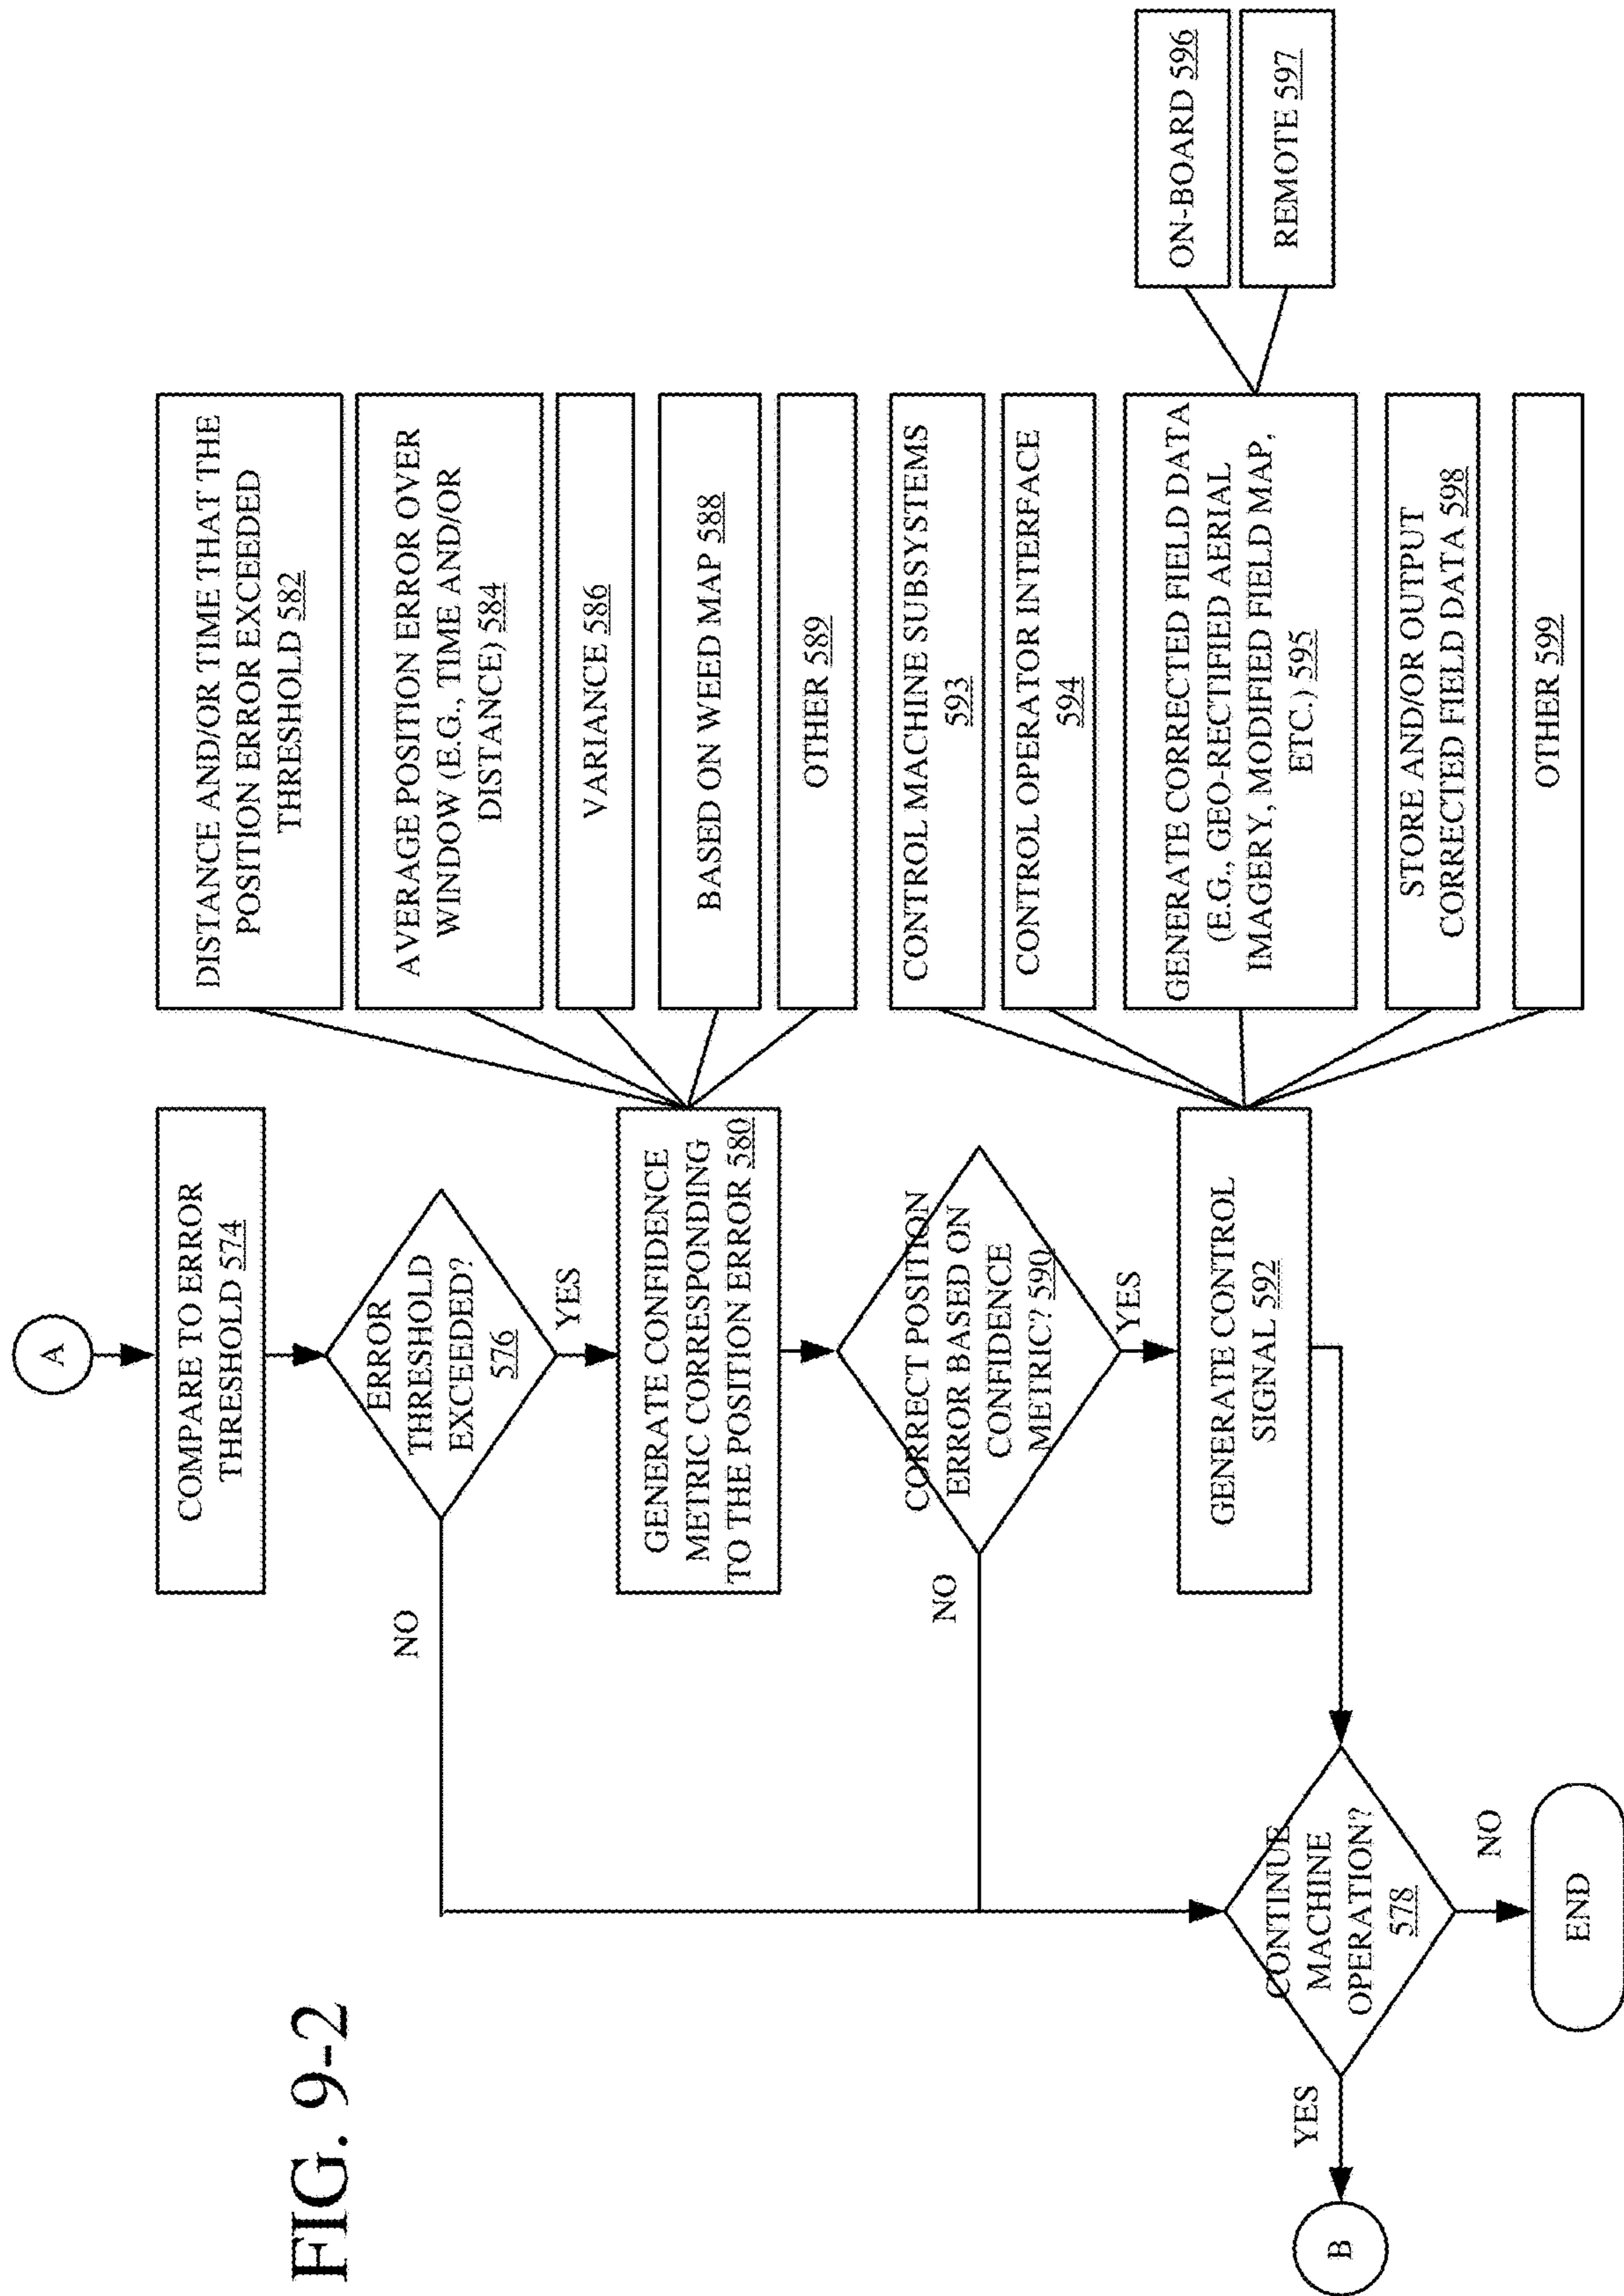 FIG. 9-2
A
COMPARE TO ERROR
THRESHOLD 574
ERROR
THRESHOLD
EXCEEDED?
576
YES
NO
GENERATE CONFIDENCE
METRIC CORRESPONDING
TO THE POSITION ERROR 580
DISTANCE AND/OR TIME THAT THE
POSITION ERROR EXCEEDED
THRESHOLD 582
AVERAGE POSITION ERROR OVER
WINDOW (E.G., TIME AND/OR
DISTANCE) 584
VARIANCE 586
BASED ON WEED MAP 588
OTHER 589
CORRECT POSITION
ERROR BASED ON
CONFIDENCE
METRIC? 590
YES
NO
GENERATE CONTROL
SIGNAL 592
CONTROL MACHINE SUBSYSTEMS
593
CONTROL OPERATOR INTERFACE
594
GENERATE CORRECTED FIELD DATA
(E.G., GEO-RECTIFIED AERIAL
IMAGERY, MODIFIED FIELD MAP,
ETC.) 595
ON-BOARD 596
REMOTE 597
STORE AND/OR OUTPUT
CORRECTED FIELD DATA 598
OTHER 599
CONTINUE
MACHINE
OPERATION?
578
YES
NO
B
END